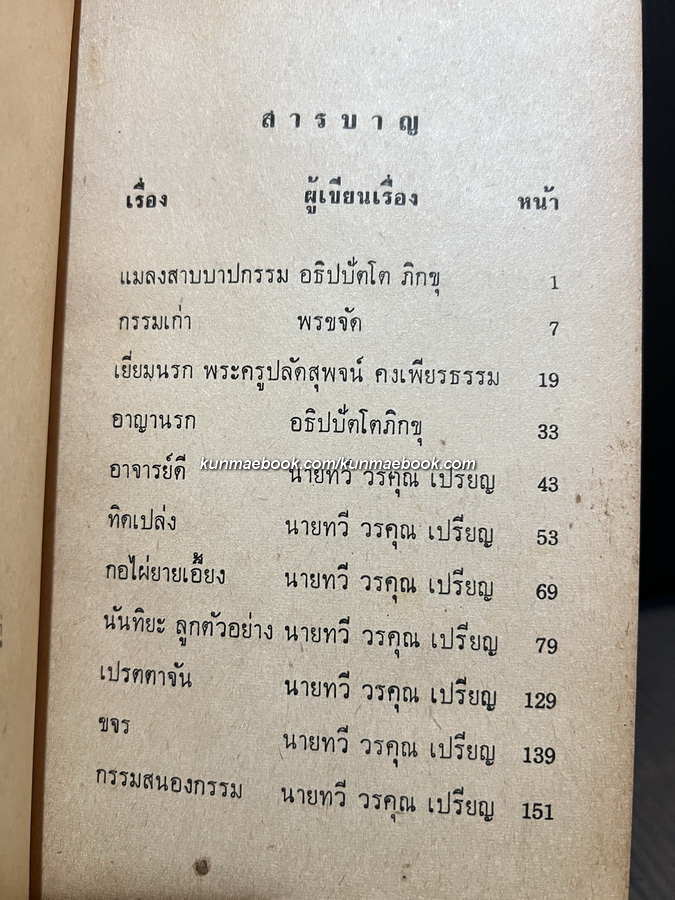 สารบาญ
เรื่อง ผู้เขียนเรื่อง หน้า
แมลงสาบบาปกรรม อธิปปัตโต ภิกขุ 1
กรรมเก่า พรขจัด 7
เยี่ยมนรก พระครูปลัดสุพจน์ คงเพียรธรรม 19
อาญานรก อธิปปัตโตภิกขุ 33
kunmaebook.com/kunmaebook.com
อาจารย์ดี นายทวี วรคุณ เปรียญ 43
ทิดเปล่ง นายทวี วรคุณ เปรียญ 53
กอไผ่ยายเอี้ยง นายทวี วรคุณ เปรียญ 69
นันทิยะ ลูกตัวอย่าง นายทวี วรคุณ เปรียญ 79
เปรตตาจัน นายทวี วรคุณ เปรียญ 129
ขจร นายทวี วรคุณ เปรียญ 139
กรรมสนองกรรม นายทวี วรคุณ เปรียญ 151